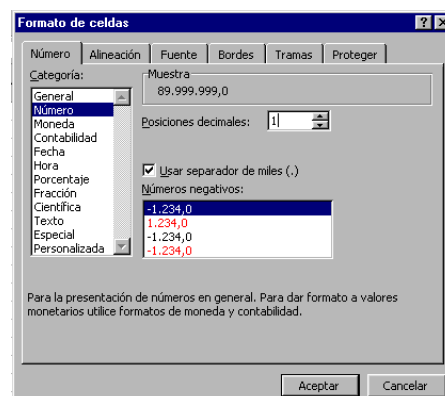 Formato de celdas
Número Alineación Fuente Bordes Tramas Proteger
Categoría:
General
Número
Moneda
Contabilidad
Fecha
Hora
Porcentaje
Fracción
Científica
Texto
Especial
Personalizada
Muestra
89.999.999,0
Posiciones decimales: 1
Usar separador de miles (.)
Números negativos:
-1.234,0
1.234,0
-1.234,0
-1.234,0
Para la presentación de números en general. Para dar formato a valores
monetarios utilice formatos de moneda y contabilidad.
Aceptar Cancelar